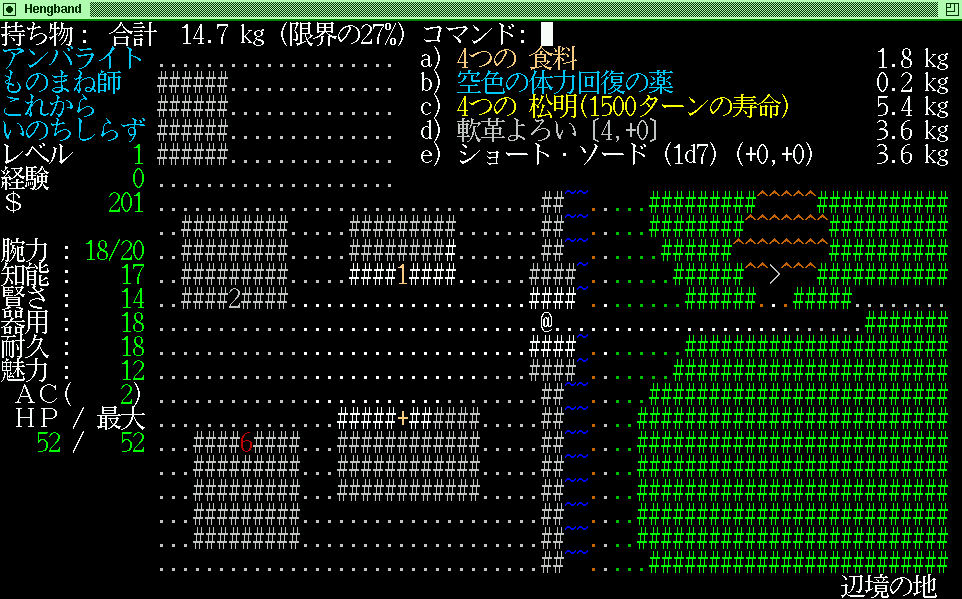 Hengband
持ち物: 合計 14.7 kg (限界の27%) コマンド:
アンバライト
ものまね師
これから
いのちしらず
レベル 1
経験 0
$ 201
腕力 : 18/20
知能 : 17
賢さ : 14
器用 : 18
耐久 : 18
魅力 : 12
AC( 2)
HP / 最大
52 / 52
a) 4つの 食料 1.8 kg
b) 空色の体力回復の薬 0.2 kg
c) 4つの 松明(1500ターンの寿命) 5.4 kg
d) 軟革よろい [4,+0] 3.6 kg
e) ショート・ソード (1d7) (+0,+0) 3.6 kg
1
>
2
@
+
6
辺境の地